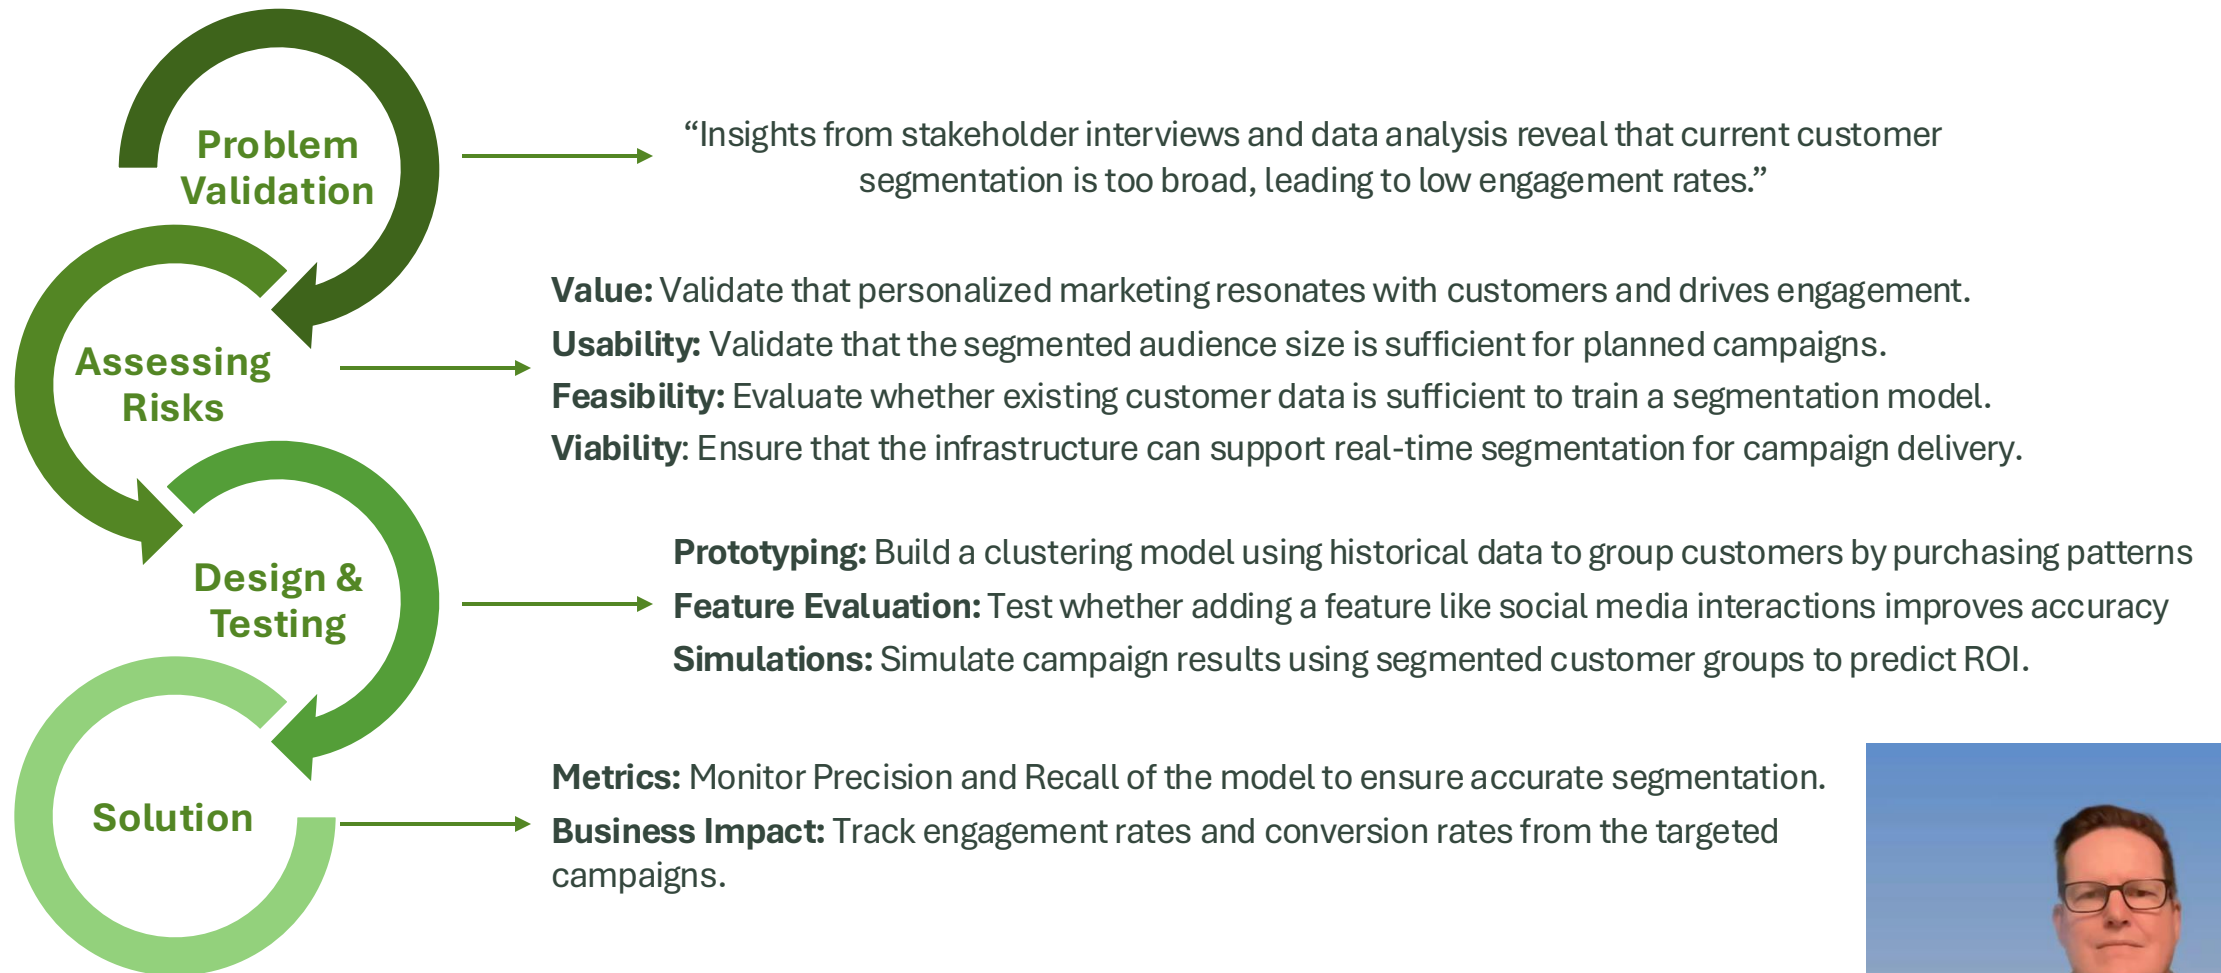 Problem
Validation
“Insights from stakeholder interviews and data analysis reveal that current customer
segmentation is too broad, leading to low engagement rates.”
Assessing
Risks
Value: Validate that personalized marketing resonates with customers and drives engagement.
Usability: Validate that the segmented audience size is sufficient for planned campaigns.
Feasibility: Evaluate whether existing customer data is sufficient to train a segmentation model.
Viability: Ensure that the infrastructure can support real-time segmentation for campaign delivery.
Design &
Testing
Prototyping: Build a clustering model using historical data to group customers by purchasing patterns
Feature Evaluation: Test whether adding a feature like social media interactions improves accuracy
Simulations: Simulate campaign results using segmented customer groups to predict ROI.
Solution
Metrics: Monitor Precision and Recall of the model to ensure accurate segmentation.
Business Impact: Track engagement rates and conversion rates from the targeted
campaigns.